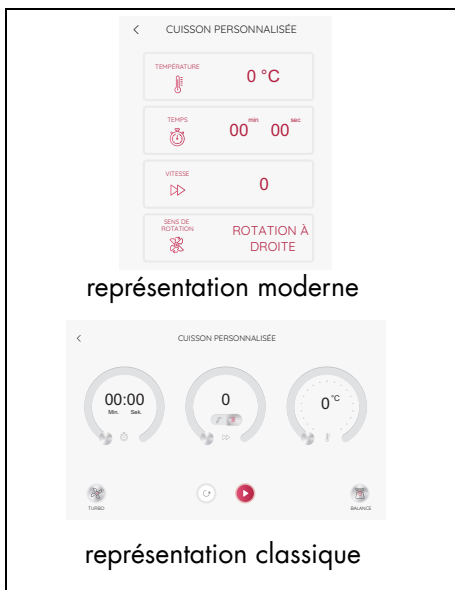 CUISSON PERSONNALISÉE
TEMPÉRATURE
0 °C
TEMPS
00 min 00 sec
VITESSE
0
SENS DE
ROTATION
ROTATION À
DROITE
représentation moderne
CUISSON PERSONNALISÉE
00:00
Min. Sek.
0
0 °C
TURBO
BALANCE
représentation classique